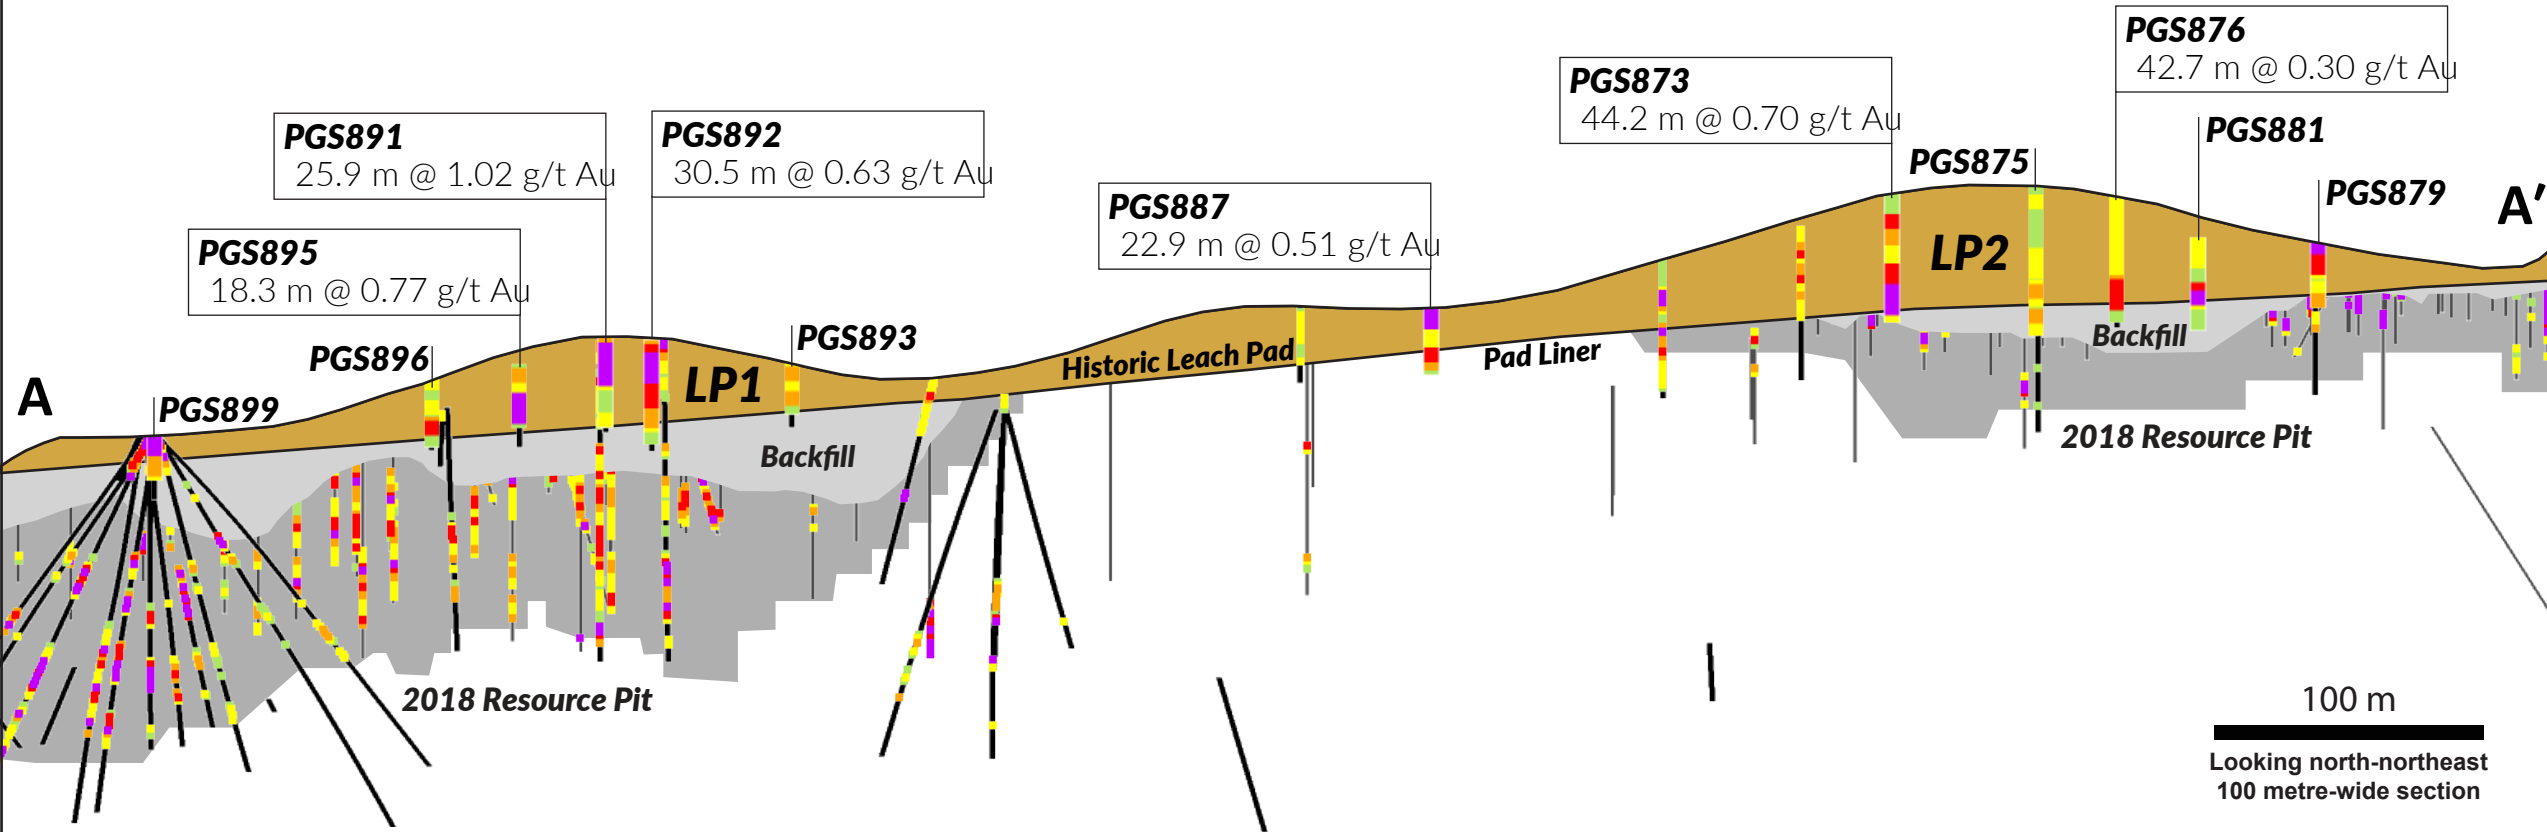 PGS876
42.7 m @ 0.30 g/t Au
PGS873
44.2 m @ 0.70 g/t Au
PGS891
25.9 m @ 1.02 g/t Au
PGS892
30.5 m @ 0.63 g/t Au
PGS881
PGS875
PGS887
22.9 m @ 0.51 g/t Au
PGS879
A′
PGS895
18.3 m @ 0.77 g/t Au
LP2
PGS896
PGS893
Historic Leach Pad
Pad Liner
Backfill
A
PGS899
LP1
Backfill
2018 Resource Pit
2018 Resource Pit
100 m
Looking north-northeast
100 metre-wide section